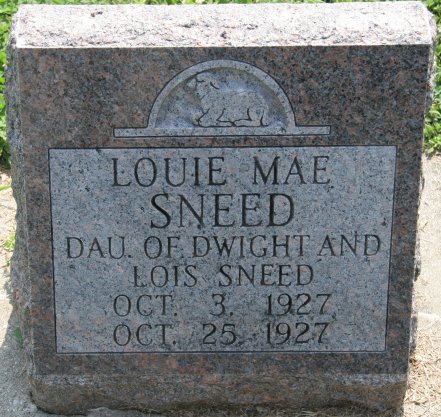 LOUIE MAE
SNEED
DAU. OF DWIGHT AND
LOIS SNEED
OCT. 3, 1927
OCT. 25, 1927